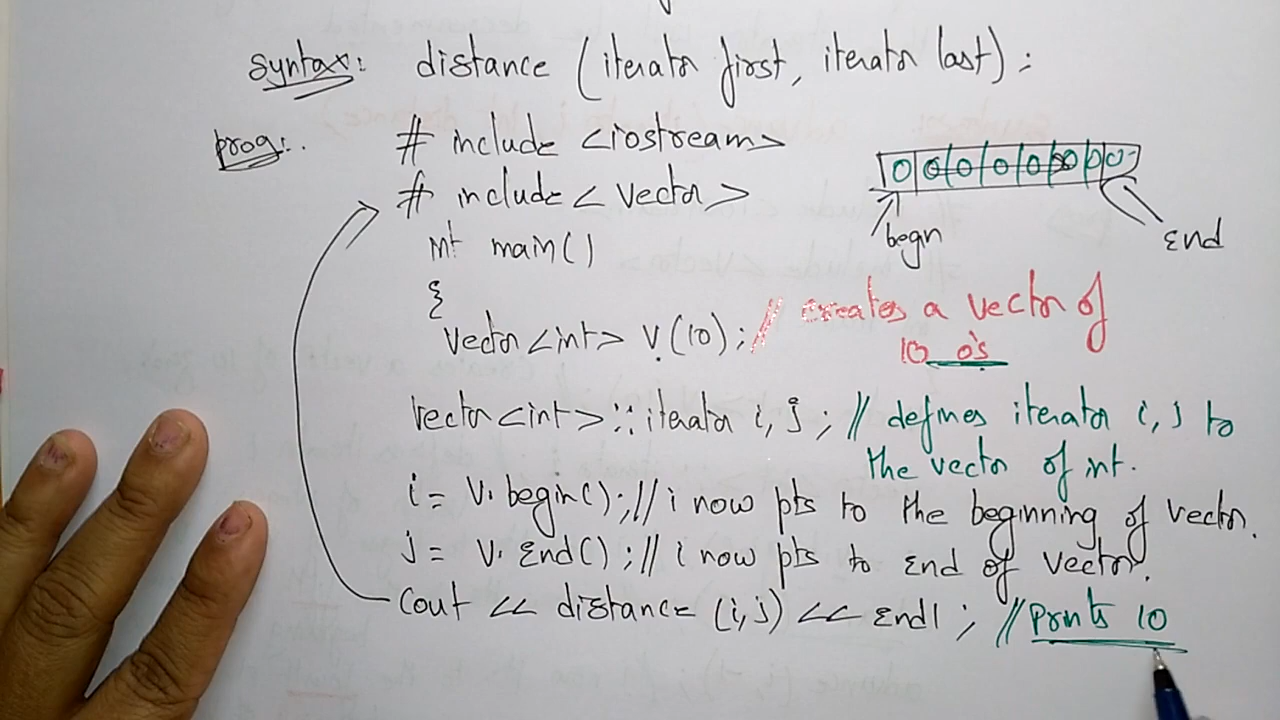 Syntax: distance (iterator first, iterator last);
prog:
# include <iostream>
# include < vector >
int main()
{
begin
End
vector <int> v(10); // creates a vector of
10 0's
vector <int> :: iterator i, j ; // defines iterator i, j to
the vector of int.
i = v. begin(); // i now pts to the beginning of vector.
j = v. End() ; // i now pts to End of vector.
Cout << distance (i,j) << Endl ; // Prints 10